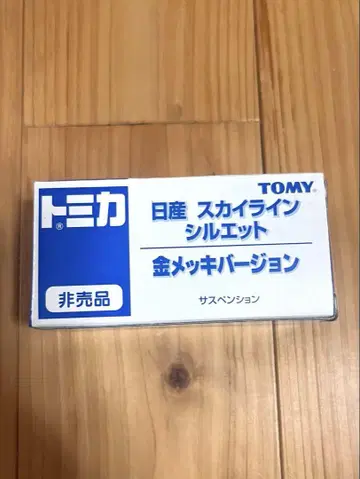 トミカ®
非売品
TOMY®
日産 スカイライン
シルエット
金メッキバージョン
サスペンション